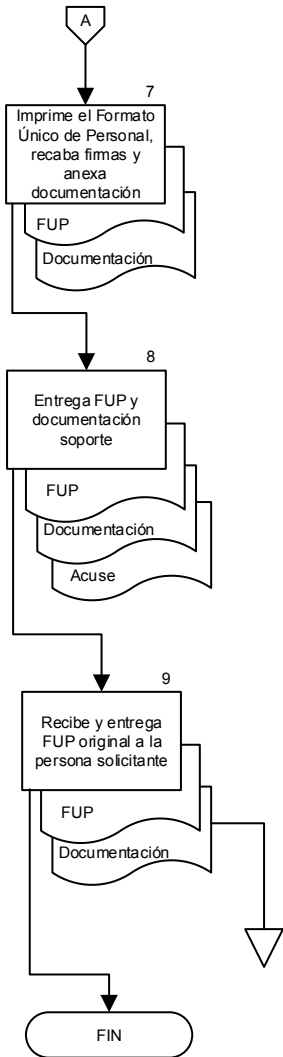 A
7
Imprime el Formato
Único de Personal,
recaba firmas y
anexa
documentación
FUP
Documentación
8
Entrega FUP y
documentación
soporte
FUP
Documentación
Acuse
9
Recibe y entrega
FUP original a la
persona solicitante
FUP
Documentación
FIN